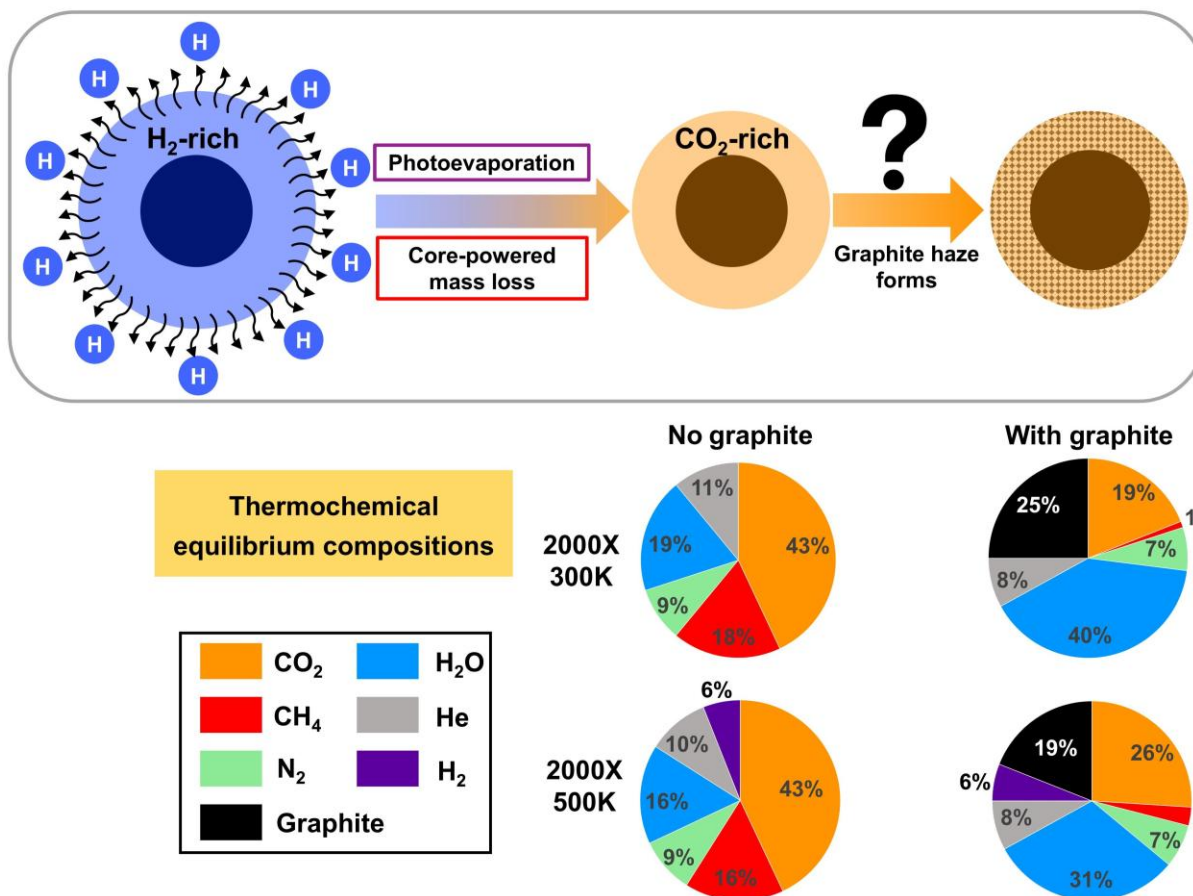 H
H
H
H
H
H
H
H
H
H
H₂-rich
Photoevaporation
Core-powered
mass loss
CO₂-rich
?
Graphite haze
forms
No graphite
With graphite
Thermochemical
equilibrium compositions
2000X
300K
11%
43%
19%
9%
18%
25%
19%
1
7%
8%
40%
CO₂
H₂O
CH₄
He
N₂
H₂
Graphite
2000X
500K
6%
10%
43%
16%
9%
16%
19%
26%
6%
8%
7%
31%